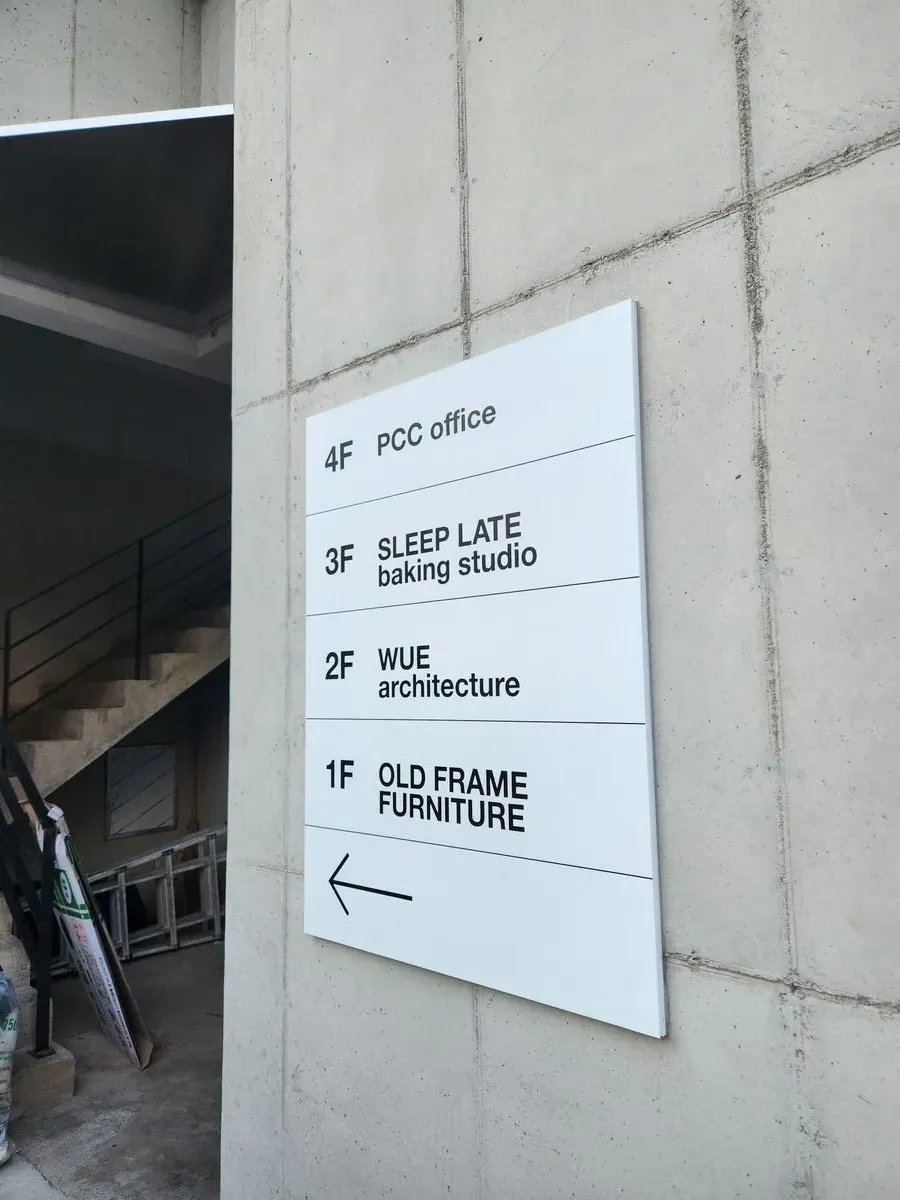 4F PCC office
3F SLEEP LATE
baking studio
2F WUE
architecture
1F OLD FRAME
FURNITURE